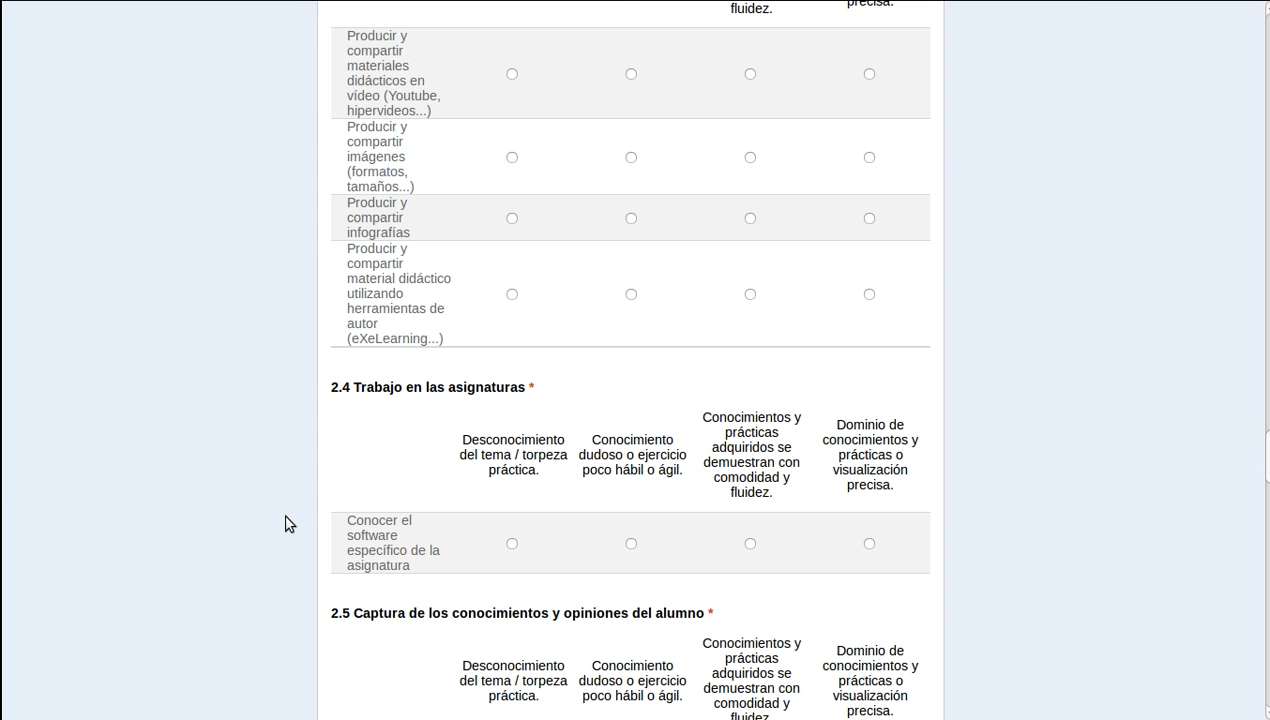 fluidez.
precisa.
Producir y
compartir
materiales
didácticos en
vídeo (Youtube,
hipervideos...)
Producir y
compartir
imágenes
(formatos,
tamaños...)
Producir y
compartir
infografías
Producir y
compartir
material didáctico
utilizando
herramientas de
autor
(eXeLearning...)
2.4 Trabajo en las asignaturas *
Desconocimiento
del tema / torpeza
práctica.
Conocimiento
dudoso o ejercicio
poco hábil o ágil.
Conocimientos y
prácticas
adquiridos se
demuestran con
comodidad y
fluidez.
Dominio de
conocimientos y
prácticas o
visualización
precisa.
Conocer el
software
específico de la
asignatura
2.5 Captura de los conocimientos y opiniones del alumno *
Desconocimiento
del tema / torpeza
práctica.
Conocimiento
dudoso o ejercicio
poco hábil o ágil.
Conocimientos y
prácticas
adquiridos se
demuestran con
comodidad y
fluidez.
Dominio de
conocimientos y
prácticas o
visualización
precisa.